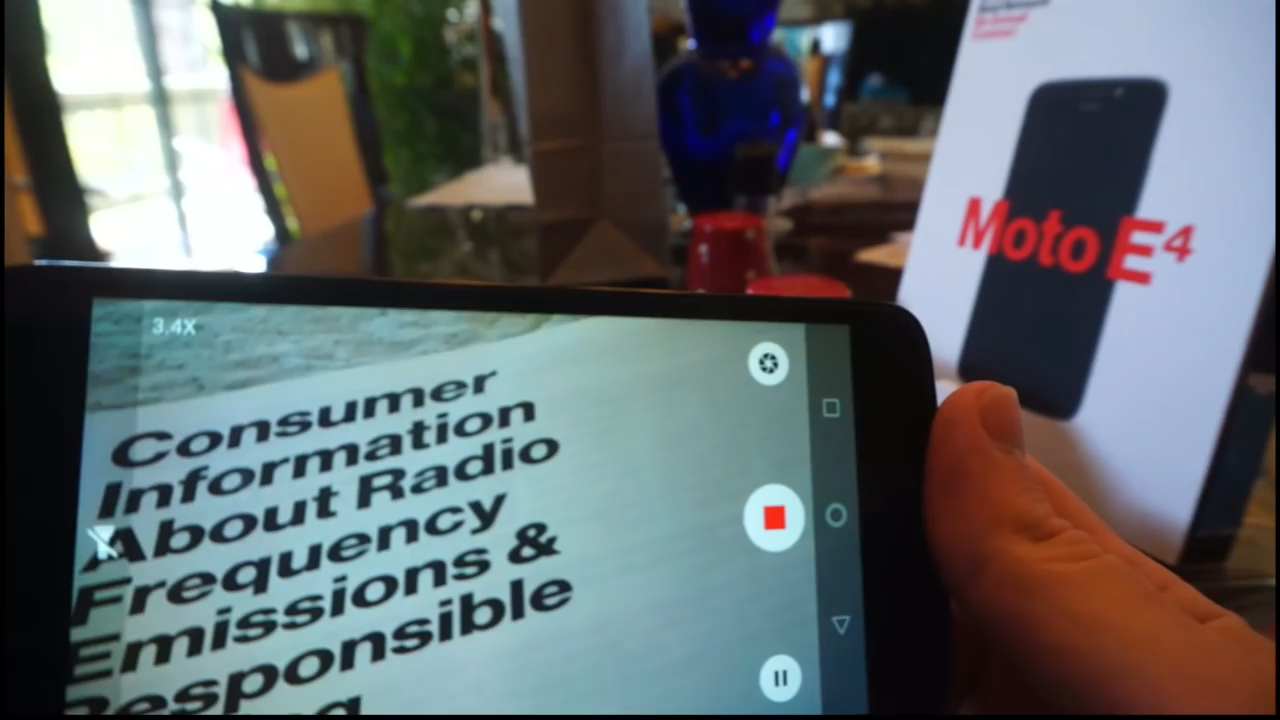 Moto E4
3.4X
Consumer
Information
About Radio
Frequency
Emissions &
Responsible